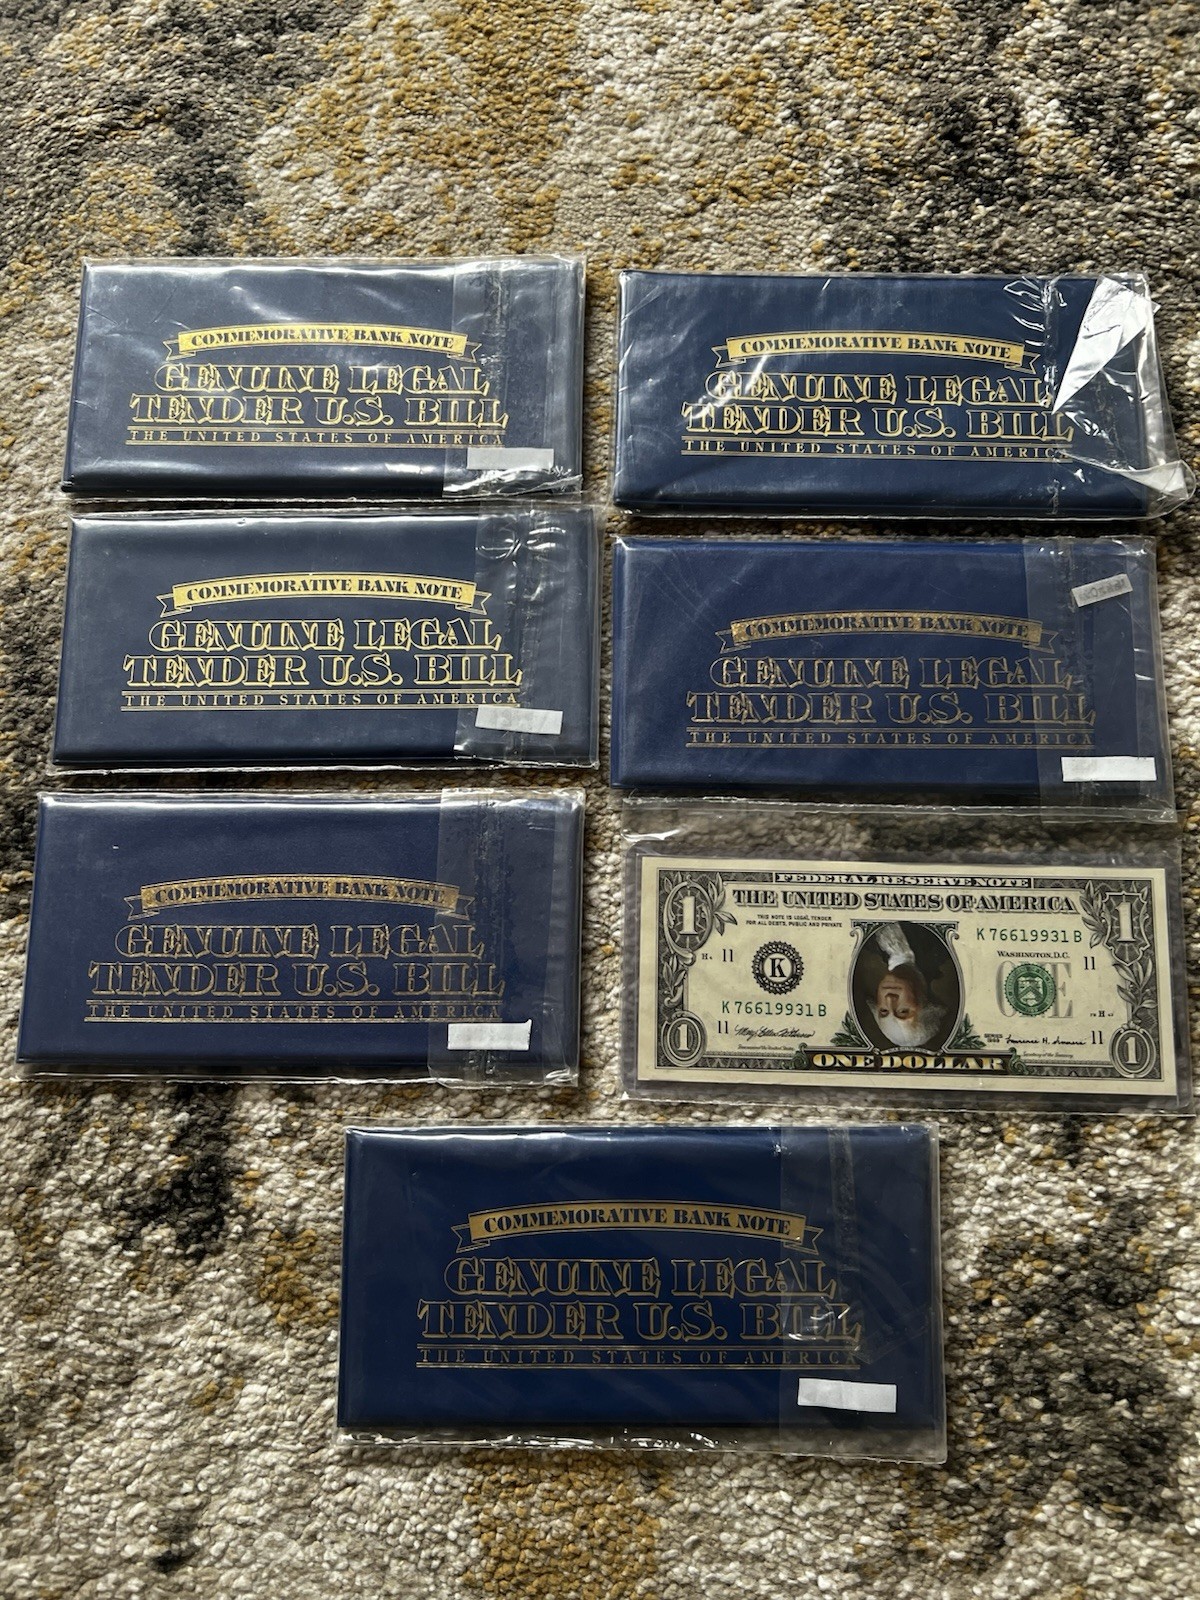 COMMEMORATIVE BANK NOTE
GENUINE LEGAL
TENDER U.S. BILL
THE UNITED STATES OF AMERICA
COMMEMORATIVE BANK NOTE
GENUINE LEGAL
TENDER U.S. BILL
THE UNITED STATES OF AMERICA
COMMEMORATIVE BANK NOTE
GENUINE LEGAL
TENDER U.S. BILL
THE UNITED STATES OF AMERICA
COMMEMORATIVE BANK NOTE
GENUINE LEGAL
TENDER U.S. BILL
THE UNITED STATES OF AMERICA
COMMEMORATIVE BANK NOTE
GENUINE LEGAL
TENDER U.S. BILL
THE UNITED STATES OF AMERICA
FEDERAL RESERVE NOTE
1 THE UNITED STATES OF AMERICA 1
THIS NOTE IS LEGAL TENDER
FOR ALL DEBTS, PUBLIC AND PRIVATE
K 76619931 B
WASHINGTON, D.C.
11 K ONE 11
K 76619931 B
11 SERIES 11
1 ONE DOLLAR 1
COMMEMORATIVE BANK NOTE
GENUINE LEGAL
TENDER U.S. BILL
THE UNITED STATES OF AMERICA